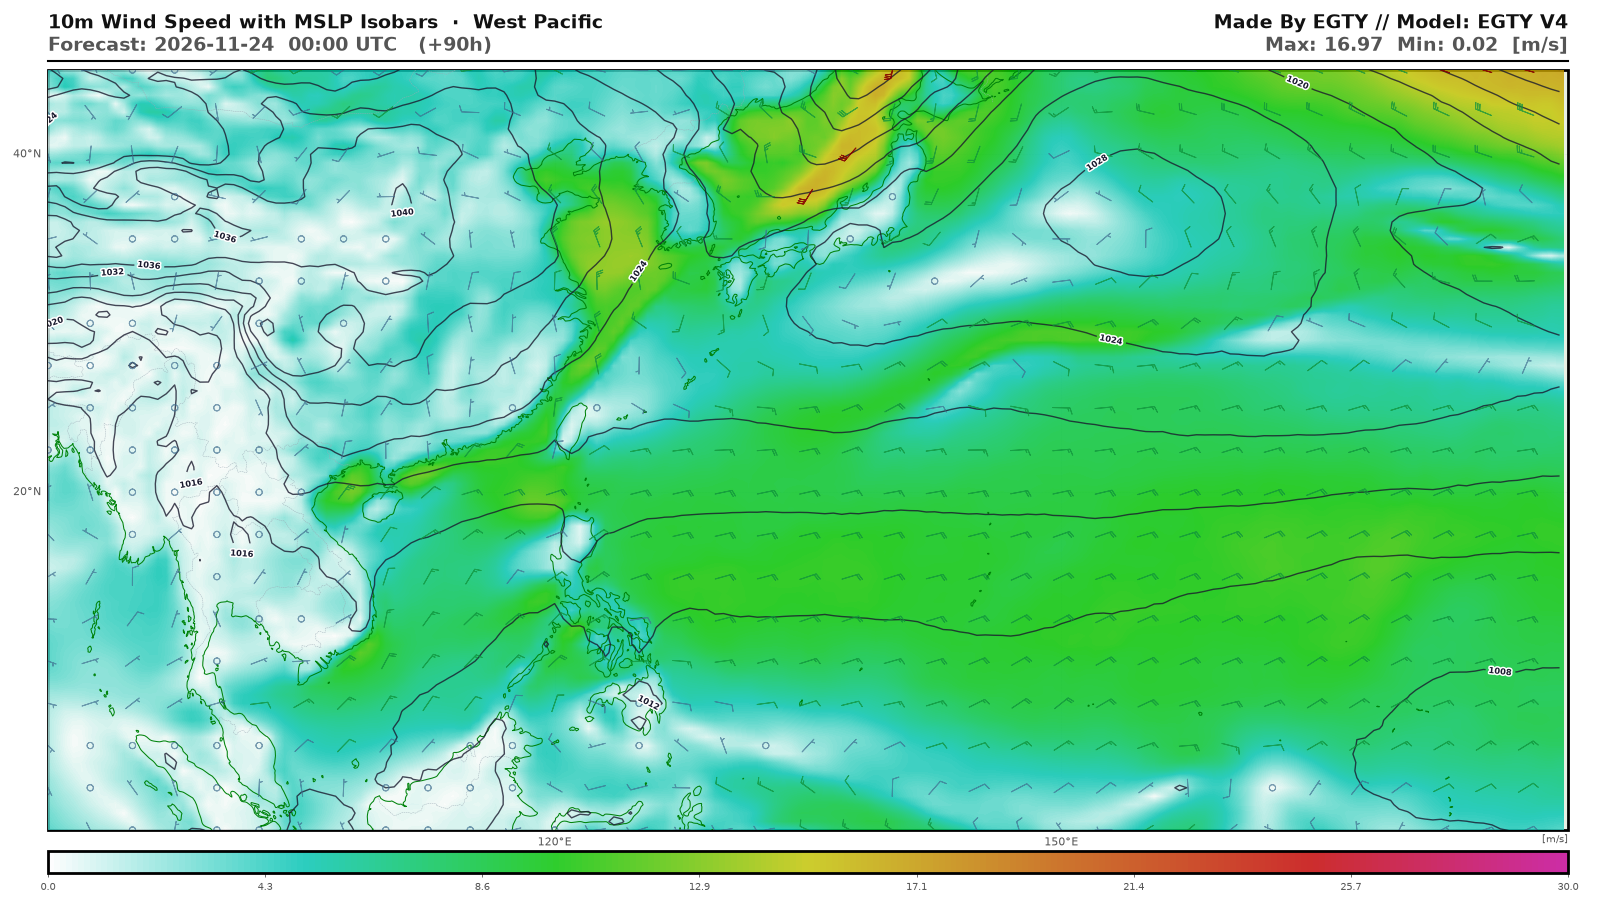 10m Wind Speed with MSLP Isobars · West Pacific
Made By EGTY // Model: EGTY V4
Forecast: 2026-11-24 00:00 UTC (+90h)
Max: 16.97 Min: 0.02 [m/s]
1020
24
40°N
1028
1040
1036
1036
1032
1024
020
1024
1016
20°N
1016
1008
1012
120°E
150°E
[m/s]
0.0
4.3
8.6
12.9
17.1
21.4
25.7
30.0